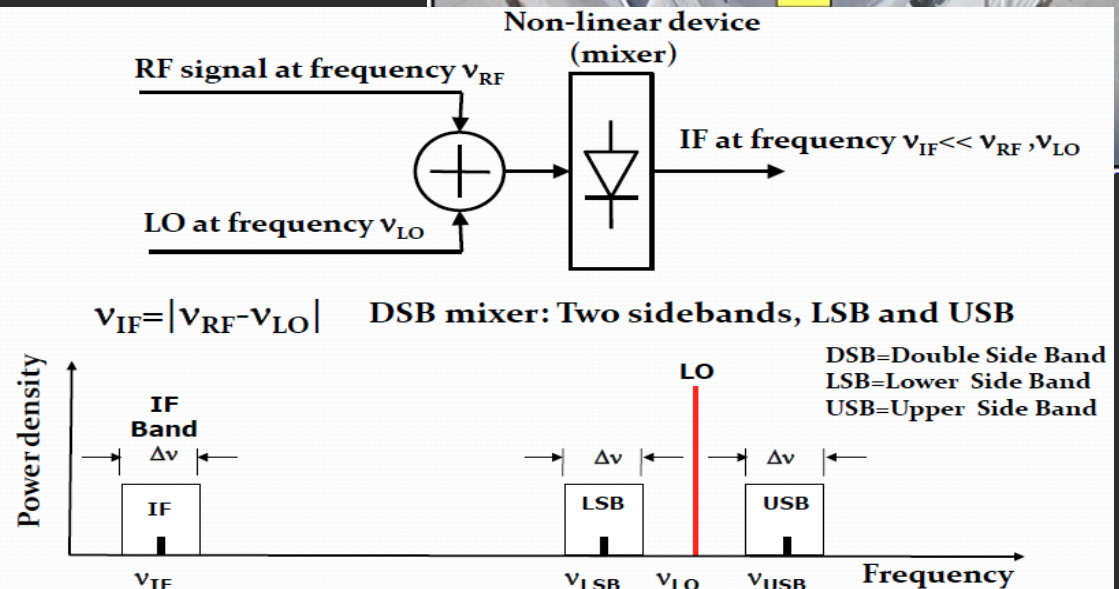 Non-linear device
(mixer)
RF signal at frequency νRF
IF at frequency νIF<< νRF ,νLO
LO at frequency νLO
νIF=|νRF-νLO|
DSB mixer: Two sidebands, LSB and USB
DSB=Double Side Band
LSB=Lower Side Band
USB=Upper Side Band
Power density
IF
Band
Δν
IF
Δν
LSB
LO
Δν
USB
νIF
νLSB
νLO
νUSB
Frequency